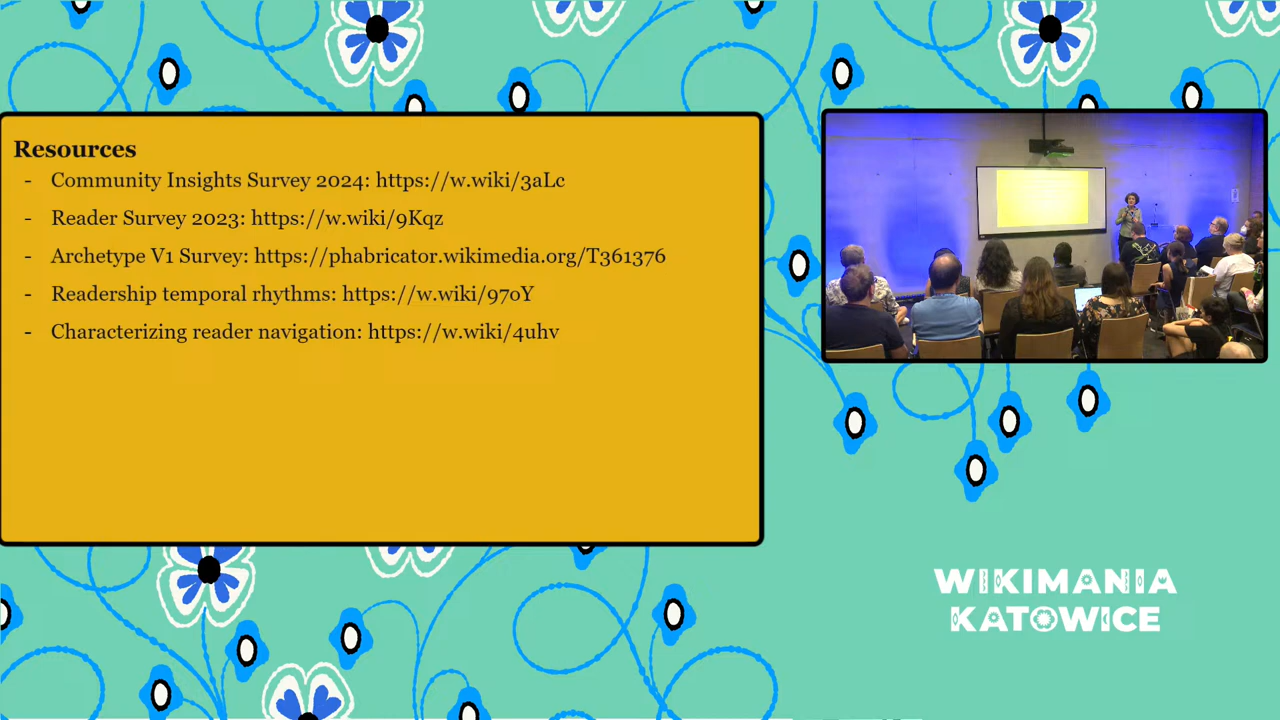 Resources
- Community Insights Survey 2024: https://w.wiki/3aLc
- Reader Survey 2023: https://w.wiki/9Kqz
- Archetype V1 Survey: https://phabricator.wikimedia.org/T361376
- Readership temporal rhythms: https://w.wiki/97oY
- Characterizing reader navigation: https://w.wiki/4uhv
WIKIMANIA
KATOWICE